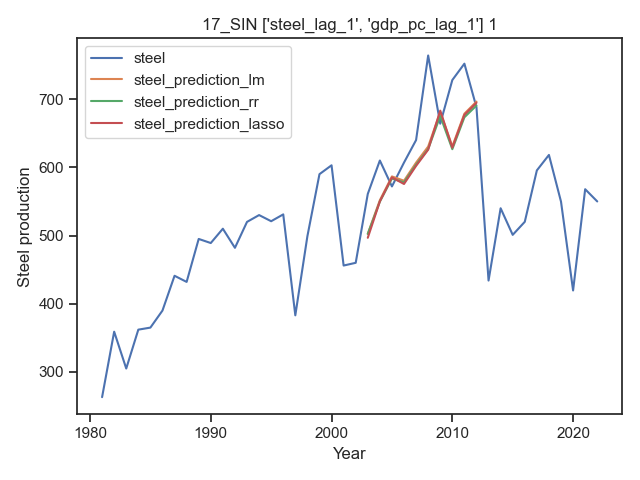 17_SIN ['steel_lag_1', 'gdp_pc_lag_1'] 1
steel
steel_prediction_lm
steel_prediction_rr
steel_prediction_lasso
Steel production
700
600
500
400
300
1980
1990
2000
2010
2020
Year